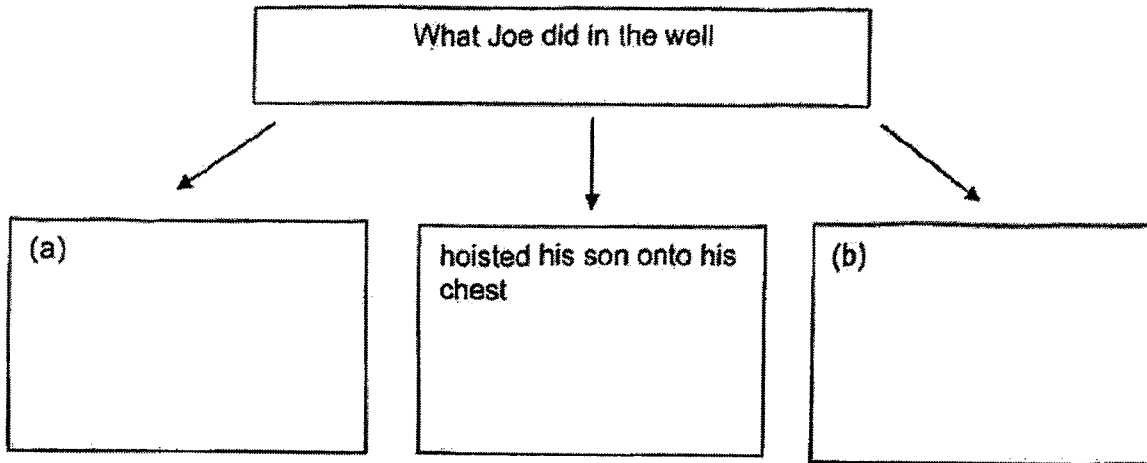 What Joe did in the well
(a)
hoisted his son onto his
chest
(b)